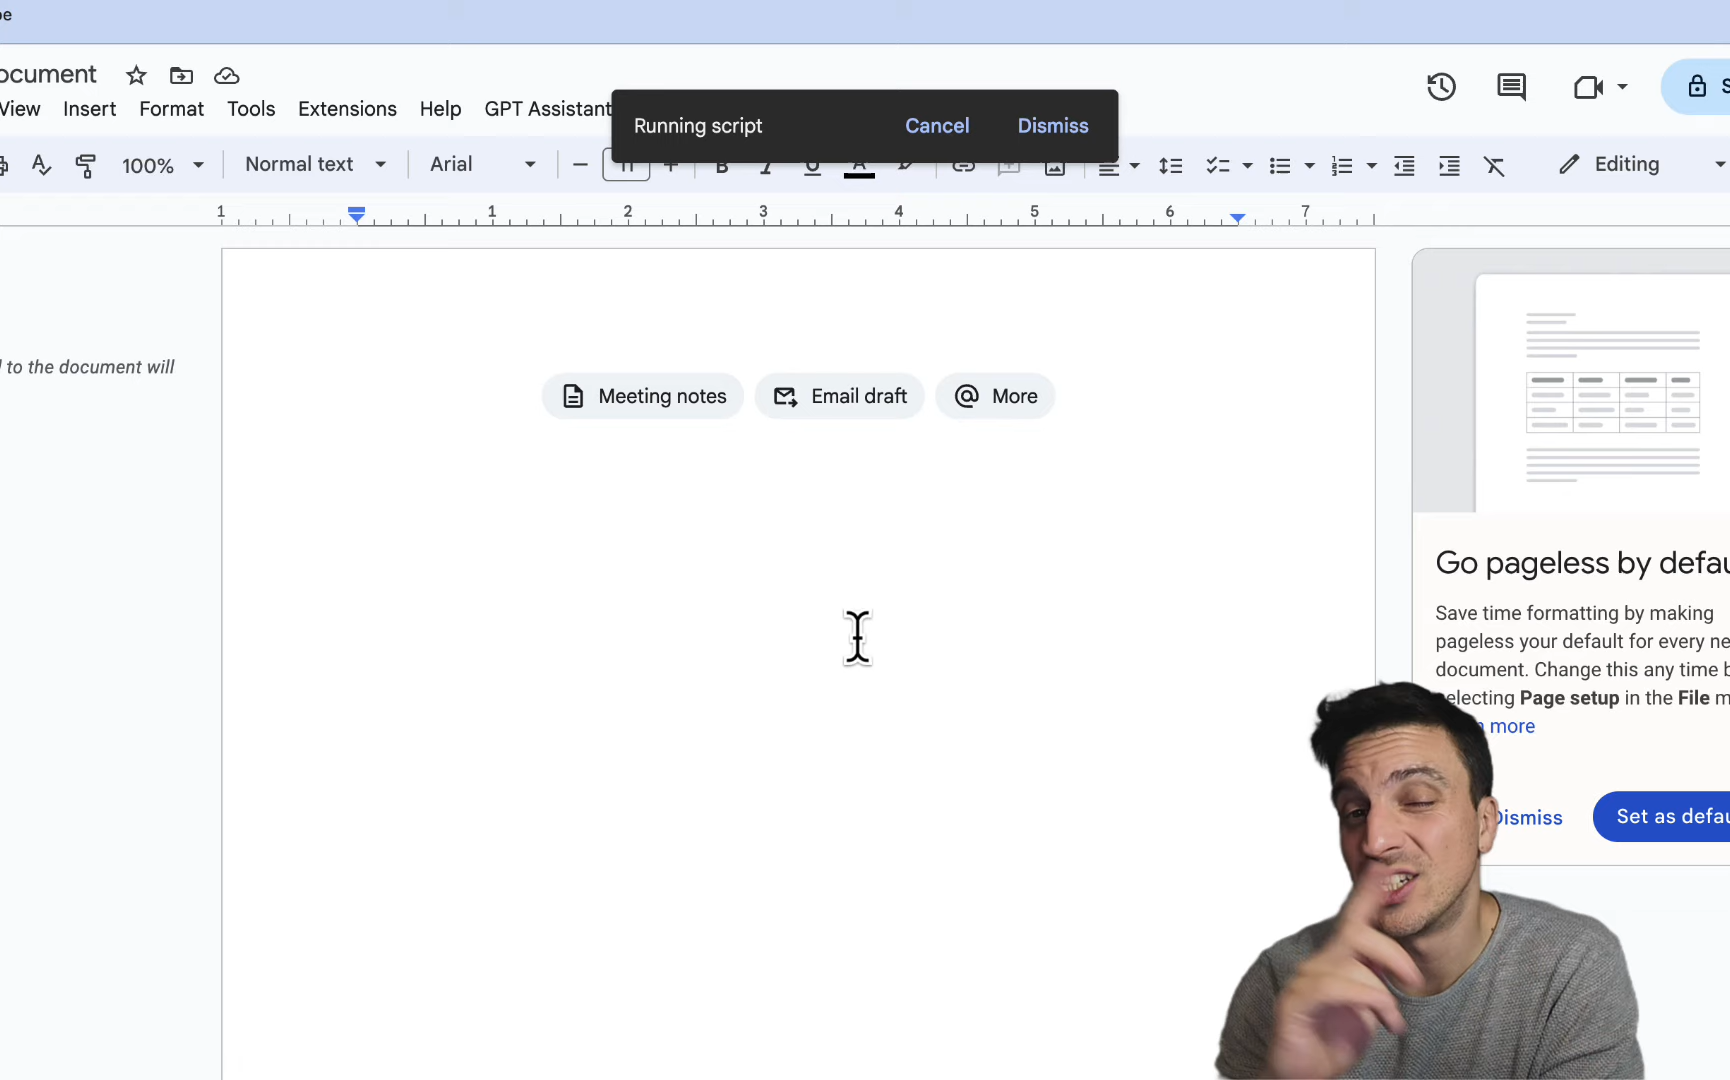 ocument
View Insert Format Tools Extensions Help GPT Assistant
Running script Cancel Dismiss
100% Normal text Arial Editing
1 1 2 3 4 5 6 7
to the document will
Meeting notes Email draft More
Go pageless by defau
Save time formatting by making
pageless your default for every ne
document. Change this any time b
electing Page setup in the File m
more
Dismiss Set as defau